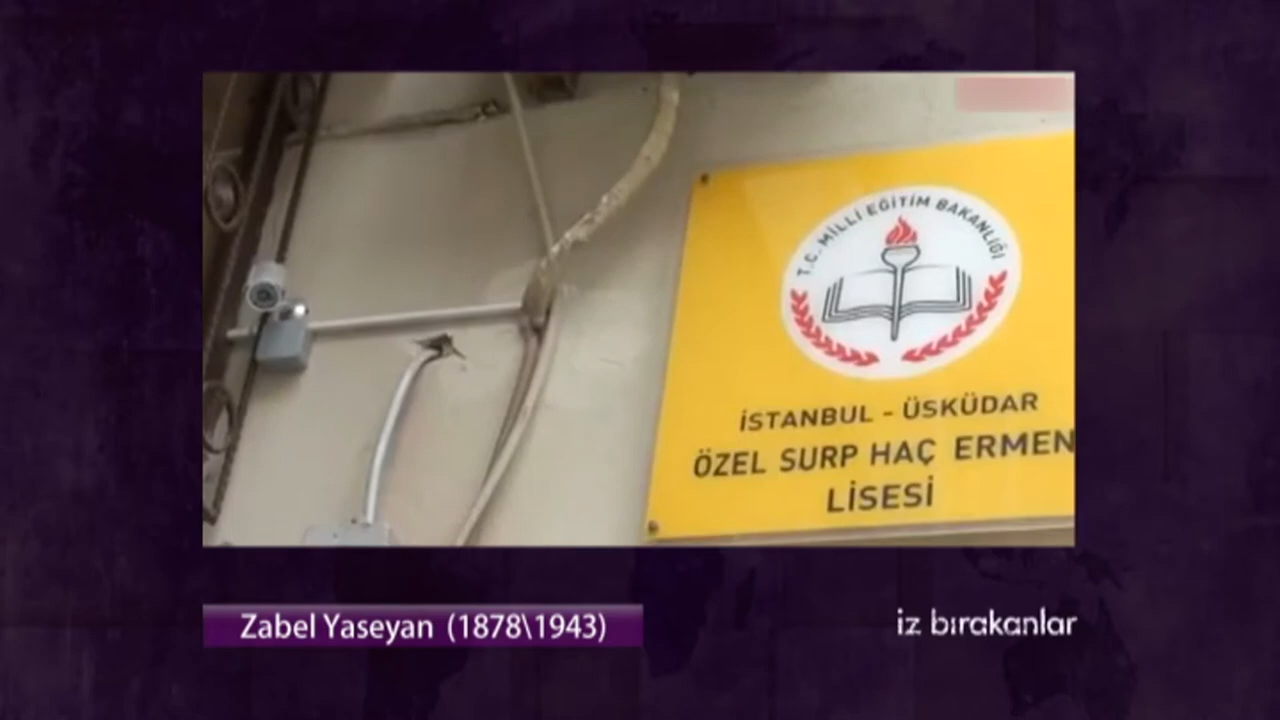 T.C. MİLLİ EĞİTİM BAKANLIĞI
İSTANBUL - ÜSKÜDAR
ÖZEL SURP HAÇ ERMEN
LİSESİ
Zabel Yaseyan (1878\1943)
iz bırakanlar